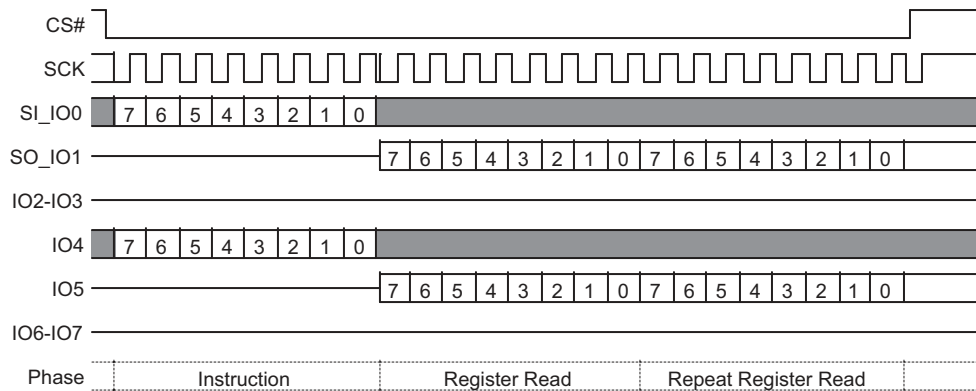 CS#
SCK
SI_IO0 7 6 5 4 3 2 1 0
SO_IO1 7 6 5 4 3 2 1 0 7 6 5 4 3 2 1 0
IO2-IO3
IO4 7 6 5 4 3 2 1 0
IO5 7 6 5 4 3 2 1 0 7 6 5 4 3 2 1 0
IO6-IO7
Phase Instruction Register Read Repeat Register Read